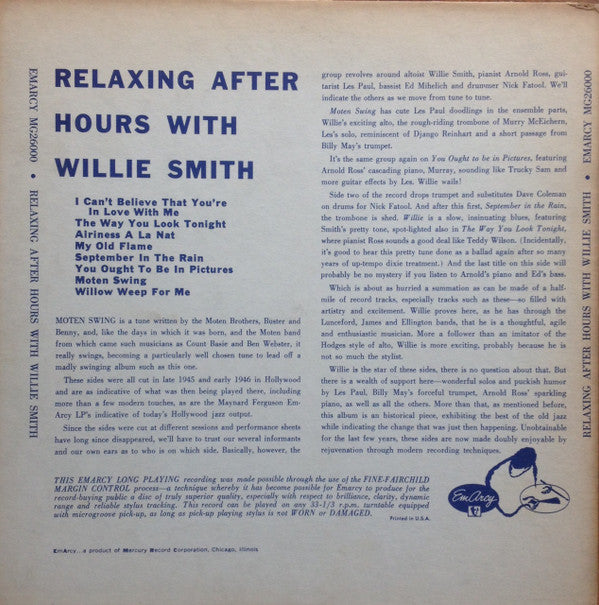 RELAXING AFTER
HOURS WITH
WILLIE SMITH
I Can't Believe That You're
In Love With Me
The Way You Look Tonight
Airiness A La Nat
My Old Flame
September In The Rain
You Ought To Be In Pictures
Moten Swing
Willow Weep For Me
MOTEN SWING is a tune written by the Moten Brothers, Buster and
Benny, and, like the days in which it was born, and the Moten band
from which came such musicians as Count Basie and Ben Webster, it
really swings, becoming a particularly well chosen tune to lead off a
madly swinging album such as this one.
These sides were all cut in late 1945 and early 1946 in Hollywood
and are as indicative of what was then being played there, including
more than a few modern touches, as are the Maynard Ferguson Em-
Arcy LP's indicative of today's Hollywood jazz output.
Since the sides were cut at different sessions and performance sheets
have long since disappeared, we'll have to trust our several informants
and our own ears as to who is on which side. Basically, however, the
group revolves around altoist Willie Smith, pianist Arnold Ross, gui-
tarist Les Paul, bassist Ed Mihelich and drummer Nick Fatool. We'll
indicate the others as we move from tune to tune.
Moten Swing has cute Les Paul doodlings in the ensemble parts,
Willie's exciting alto, the rough-riding trombone of Murry McEichern,
Les's solo, reminiscent of Django Reinhart and a short passage from
Billy May's trumpet.
It's the same group again on You Ought to be in Pictures, featuring
Arnold Ross' cascading piano, Murray, sounding like Trucky Sam and
more guitar effects by Les. Willie wails!
Side two of the record drops trumpet and substitutes Dave Coleman
on drums for Nick Fatool. And after this first, September in the Rain,
the trombone is shed. Willie is a slow, insinuating blues, featuring
Smith's pretty tone, spot-lighted also in The Way You Look Tonight,
where pianist Ross sounds a good deal like Teddy Wilson. (Incidentally,
it's good to hear this pretty tune done as a ballad again after so many
years of up-tempo dixie treatment.) And the last title on this side will
probably be no mystery if you listen to Arnold's piano and Ed's bass.
Which is about as hurried a summation as can be made of a half-
mile of record tracks, especially tracks such as these—so filled with
artistry and excitement. Willie proves here, as he has through the
Lunceford, James and Ellington bands, that he is a thoughtful, agile
and enthusiastic musician. More a follower than an imitator of the
Hodges style of alto, Willie is more exciting, probably because he is
not so much the stylist.
Willie is the star of these sides, there is no question about that. But
there is a wealth of support here—wonderful solos and puckish humor
by Les Paul, Billy May's forceful trumpet, Arnold Ross' sparkling
piano, as well as all the others. More than that, as mentioned before,
this album is an historical piece, exhibiting the best of the old jazz
while indicating the change that was just then happening. Unobtainable
for the last few years, these sides are now made doubly enjoyable by
rejuvenation through modern recording techniques.
THIS EMARCY LONG PLAYING recording was made possible through the use of the FINE-FAIRCHILD
MARGIN CONTROL process—a technique whereby it has become possible for Emarcy to produce for the
record-buying public a disc of truly superior quality, especially with respect to brilliance, clarity, dynamic
range and reliable stylus tracking. This record can be played on any 33-1/3 r.p.m. turntable equipped
with microgroove pick-up, as long as pick-up playing stylus is not WORN or DAMAGED.
Printed in U.S.A.
EmArcy
EmArcy...a product of Mercury Record Corporation, Chicago, Illinois
EMARCY MG26000 • RELAXING AFTER HOURS WITH WILLIE SMITH
RELAXING AFTER HOURS WITH WILLIE SMITH • EMARCY MG26000